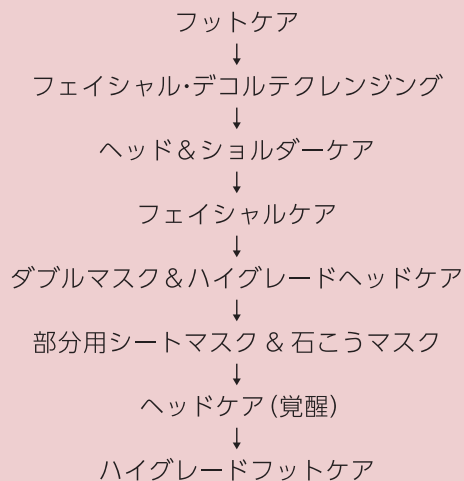 フットケア
↓
フェイシャル・デコルテクレンジング
↓
ヘッド&ショルダーケア
↓
フェイシャルケア
↓
ダブルマスク&ハイグレードヘッドケア
↓
部分用シートマスク & 石こうマスク
↓
ヘッドケア (覚醒)
↓
ハイグレードフットケア